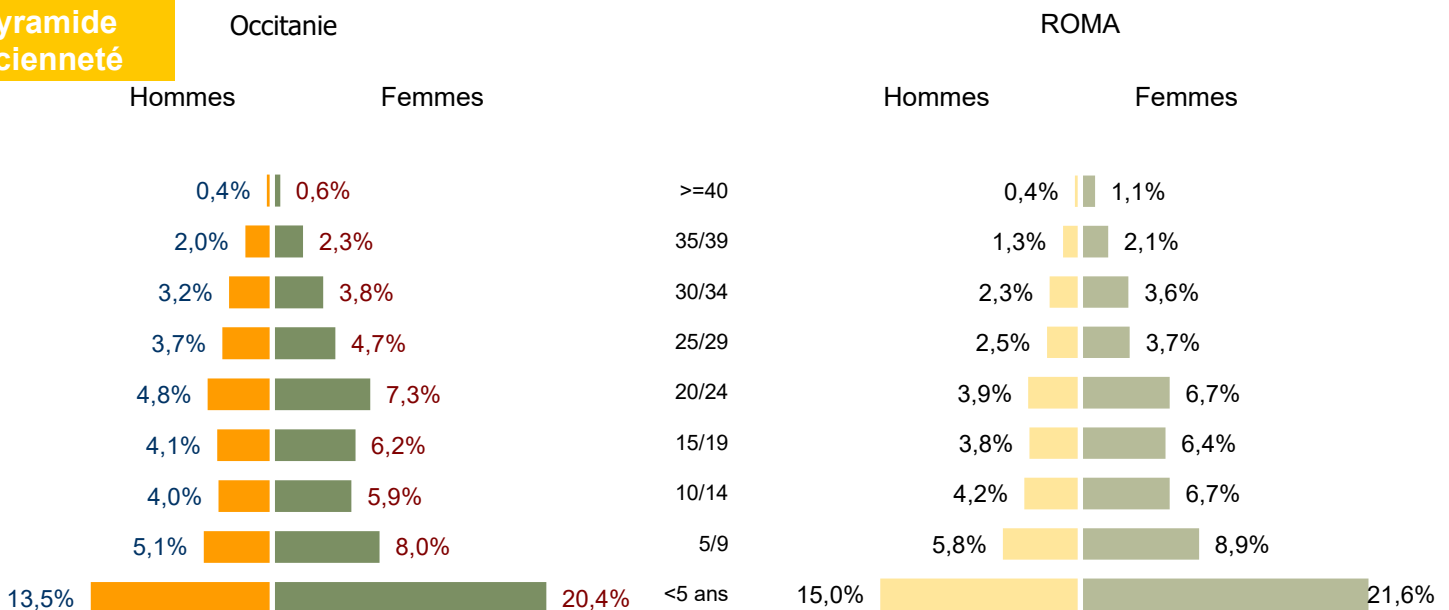 yramide
cienneté
Occitanie
ROMA
Hommes Femmes Hommes Femmes
0,4% 0,6% >=40 0,4% 1,1%
2,0% 2,3% 35/39 1,3% 2,1%
3,2% 3,8% 30/34 2,3% 3,6%
3,7% 4,7% 25/29 2,5% 3,7%
4,8% 7,3% 20/24 3,9% 6,7%
4,1% 6,2% 15/19 3,8% 6,4%
4,0% 5,9% 10/14 4,2% 6,7%
5,1% 8,0% 5/9 5,8% 8,9%
13,5% 20,4% <5 ans 15,0% 21,6%